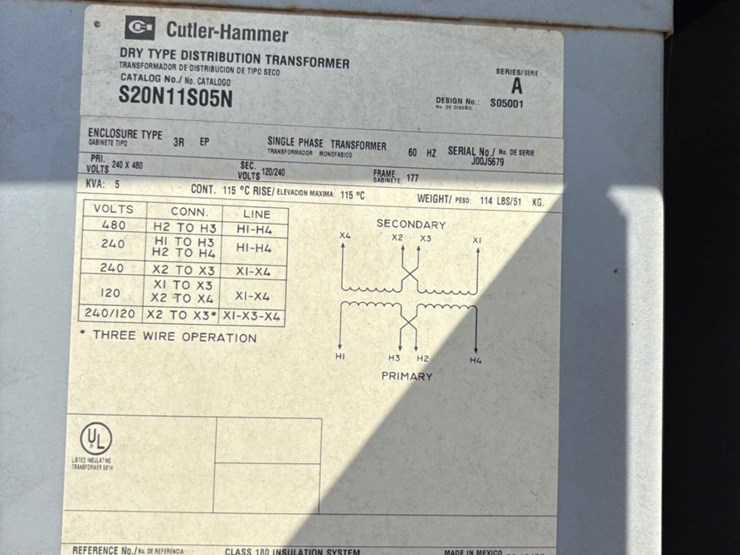 CH Cutler-Hammer
DRY TYPE DISTRIBUTION TRANSFORMER
TRANSFORMADOR DE DISTRIBUCION DE TIPO SECO
CATALOG No./ No. CATALOGO
S20N11S05N
SERIES/SERIE
A
DESIGN No.: S05001
No. DE DISEÑO
ENCLOSURE TYPE 3R EP SINGLE PHASE TRANSFORMER 60 HZ SERIAL No./ No. DE SERIE
GABINETE TIPO TRANSFORMADOR MONOFASICO J00J5679
PRI. VOLTS 240 X 480 SEC. VOLTS 120/240 FRAME GABINETE: 177
KVA: 5 CONT. 115 °C RISE/ ELEVACION MAXIMA: 115 °C WEIGHT/ PESO: 114 LBS/51 KG.
VOLTS CONN. LINE
480 H2 TO H3 H1-H4
240 H1 TO H3 H1-H4
H2 TO H4
240 X2 TO X3 X1-X4
120 X1 TO X3 X1-X4
X2 TO X4
240/120 X2 TO X3* X1-X3-X4
* THREE WIRE OPERATION
SECONDARY
X4 X2 X3 X1
H1 H3 H2 H4
PRIMARY
UL
LISTED INSULATING
TRANSFORMER 591H
REFERENCE No./ No. DE REFERENCIA CLASS 180 INSULATION SYSTEM MADE IN MEXICO